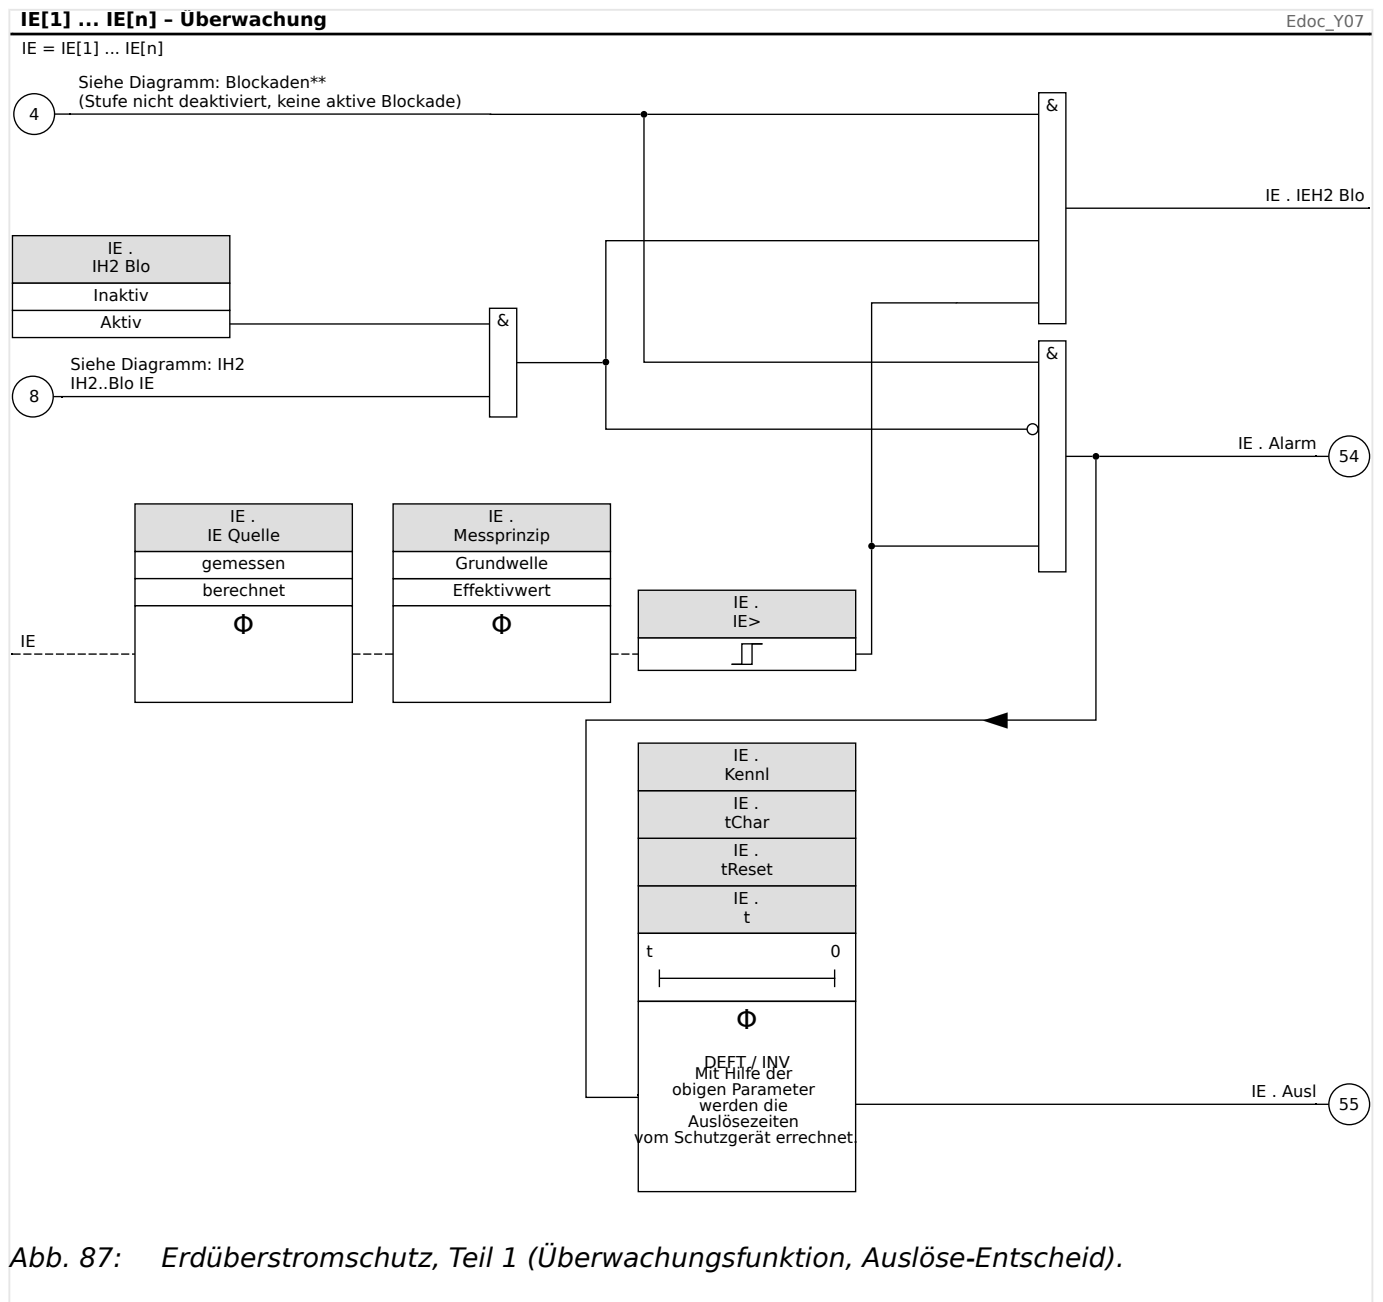 IE[1] ... IE[n] – Überwachung
Edoc_Y07
IE = IE[1] ... IE[n]
Siehe Diagramm: Blockaden**
(Stufe nicht deaktiviert, keine aktive Blockade)
4
&
IE . IEH2 Blo
IE .
IH2 Blo
Inaktiv
Aktiv
&
Siehe Diagramm: IH2
IH2..Blo IE
8
&
IE . Alarm
54
IE .
IE Quelle
gemessen
berechnet
Φ
IE .
Messprinzip
Grundwelle
Effektivwert
Φ
IE
IE .
IE>
IE .
Kennl
IE .
tChar
IE .
tReset
IE .
t
t 0
Φ
DEFT / INV
Mit Hilfe der
obigen Parameter
werden die
Auslösezeiten
vom Schutzgerät errechnet.
IE . Ausl
55
Abb. 87: Erdüberstromschutz, Teil 1 (Überwachungsfunktion, Auslöse-Entscheid).